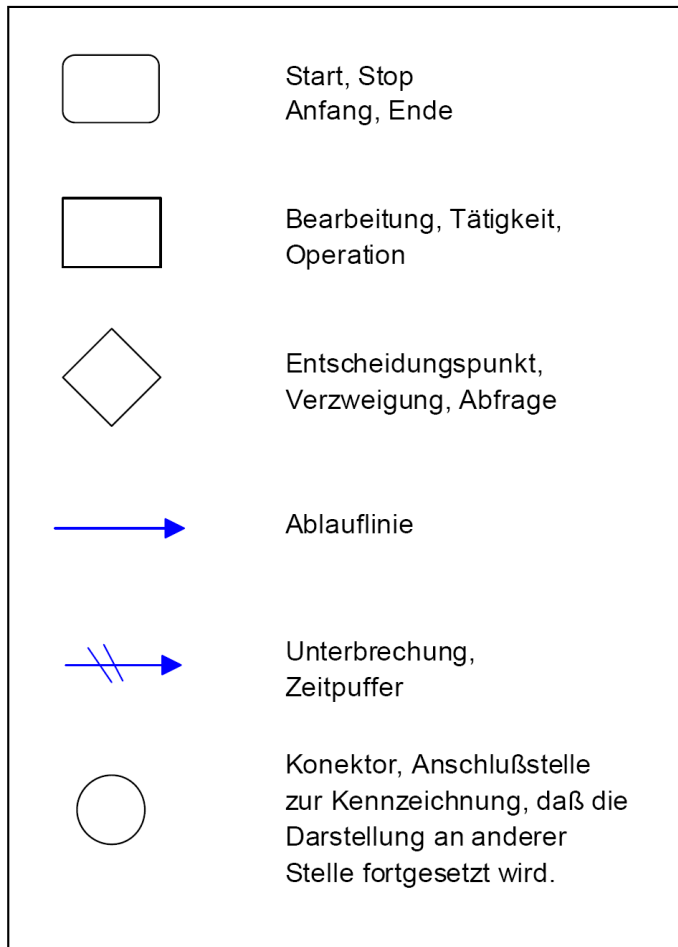 Start, Stop
Anfang, Ende
Bearbeitung, Tätigkeit,
Operation
Entscheidungspunkt,
Verzweigung, Abfrage
Ablauflinie
Unterbrechung,
Zeitpuffer
Konektor, Anschlußstelle
zur Kennzeichnung, daß die
Darstellung an anderer
Stelle fortgesetzt wird.